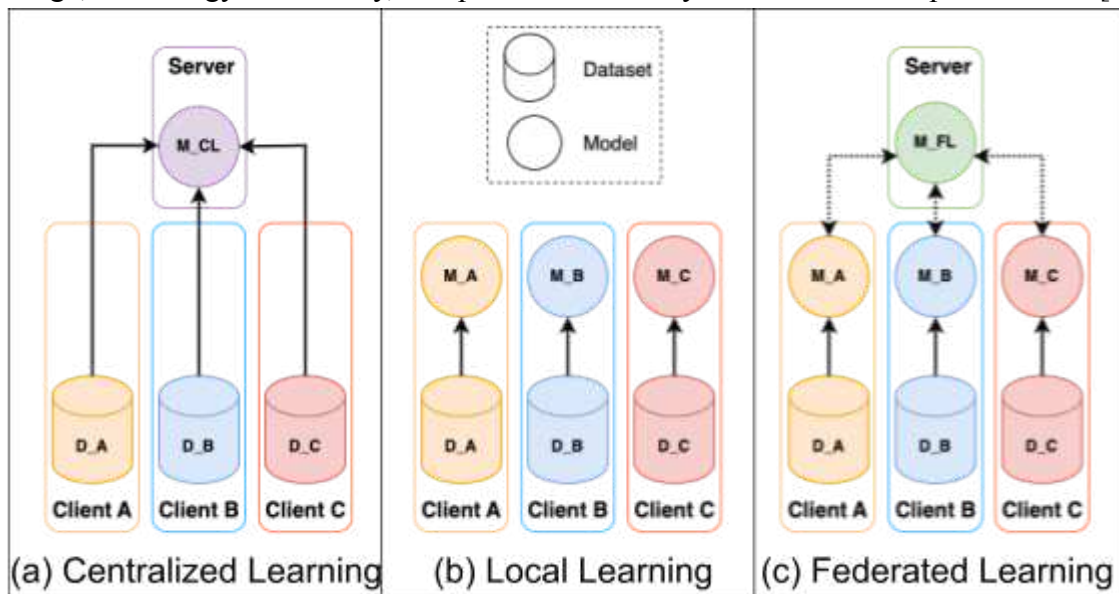 Server
M_CL
D_A
D_B
D_C
Client A
Client B
Client C
(a) Centralized Learning
Dataset
Model
M_A
M_B
M_C
D_A
D_B
D_C
Client A
Client B
Client C
(b) Local Learning
Server
M_FL
M_A
M_B
M_C
D_A
D_B
D_C
Client A
Client B
Client C
(c) Federated Learning